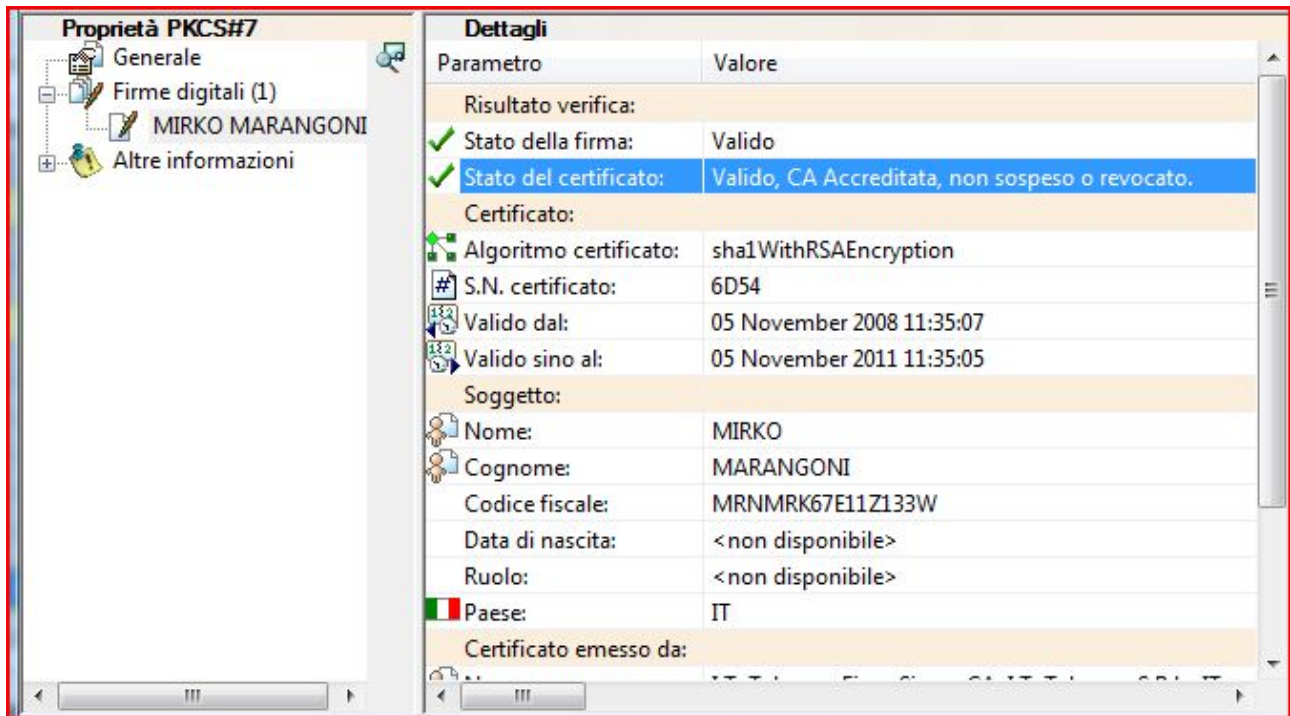 Proprietà PKCS#7
Generale
Firme digitali (1)
MIRKO MARANGONI
Altre informazioni
Dettagli
Parametro Valore
Risultato verifica:
Stato della firma: Valido
Stato del certificato: Valido, CA Accreditata, non sospeso o revocato.
Certificato:
Algoritmo certificato: sha1WithRSAEncryption
S.N. certificato: 6D54
Valido dal: 05 November 2008 11:35:07
Valido sino al: 05 November 2011 11:35:05
Soggetto:
Nome: MIRKO
Cognome: MARANGONI
Codice fiscale: MRNMRK67E11Z133W
Data di nascita: <non disponibile>
Ruolo: <non disponibile>
Paese: IT
Certificato emesso da: